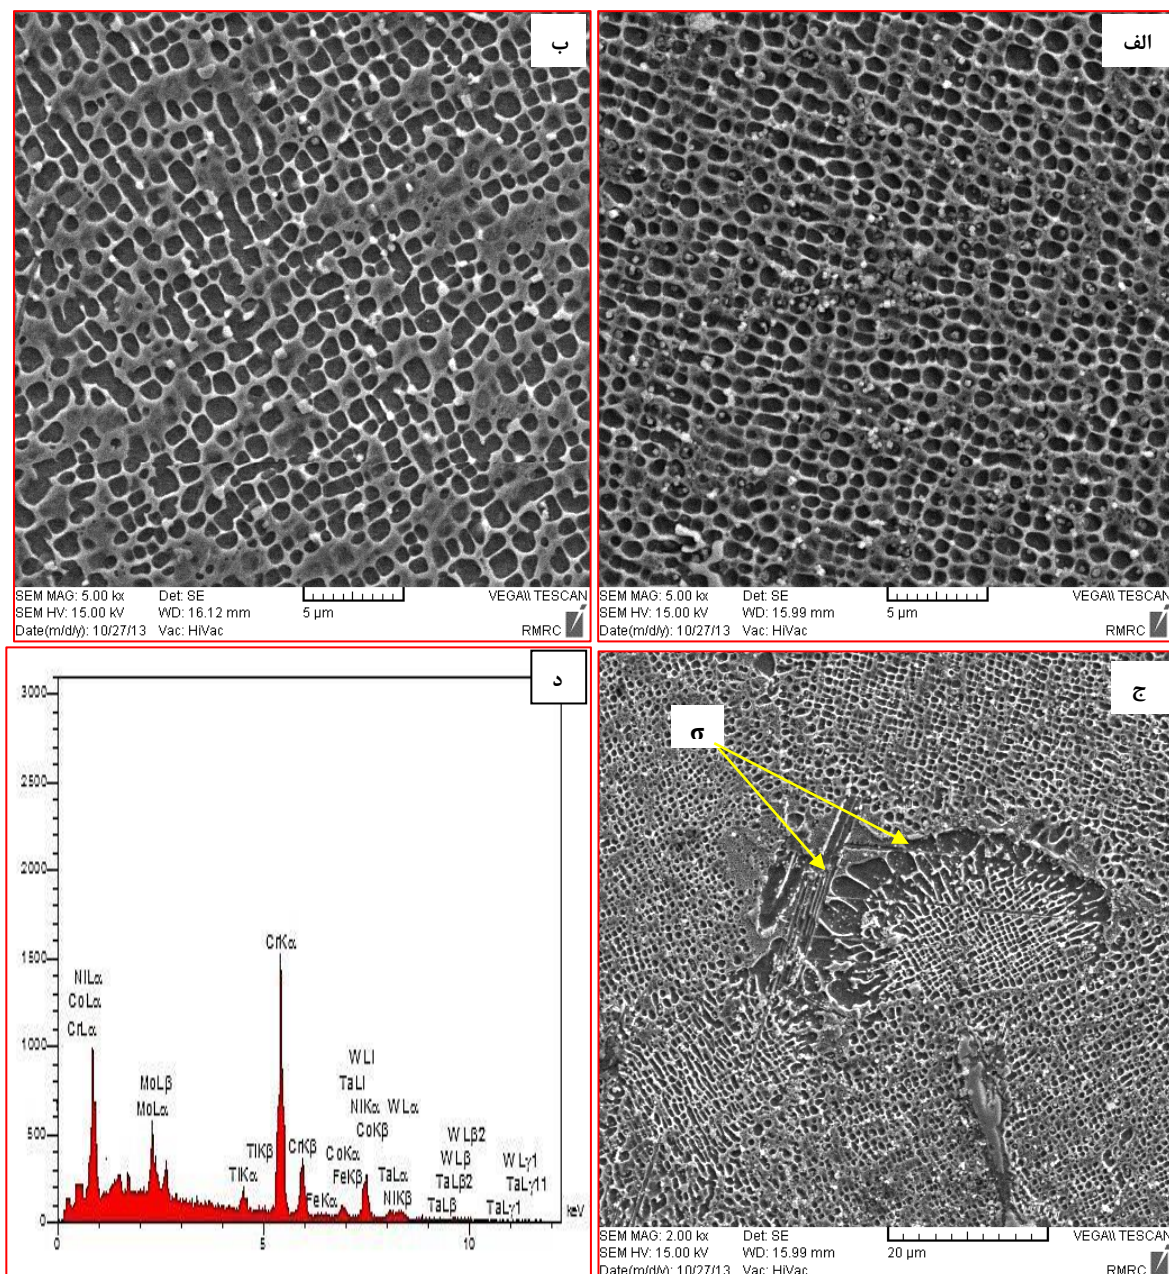 الف
SEM MAG: 5.00 kx Det: SE VEGA\\ TESCAN
SEM HV: 15.00 kV WD: 15.99 mm 5 µm
Date(m/d/y): 10/27/13 Vac: HiVac RMRC
ب
SEM MAG: 5.00 kx Det: SE VEGA\\ TESCAN
SEM HV: 15.00 kV WD: 16.12 mm 5 µm
Date(m/d/y): 10/27/13 Vac: HiVac RMRC
ج
σ
SEM MAG: 2.00 kx Det: SE VEGA\\ TESCAN
SEM HV: 15.00 kV WD: 15.99 mm 20 µm
Date(m/d/y): 10/27/13 Vac: HiVac RMRC
د
3000
2500
2000
1500
1000
500
0
0 5 10 keV
NiLα
CoLα
CrLα
MoLβ
MoLα
TiKα
TiKβ
CrKα
CrKβ
FeKα
CoKα
FeKβ
WLl
TaLl
NiKα WLα
CoKβ
TaLα
NiKβ
WLβ2
WLβ
TaLβ2
TaLβ
WLγ1
TaLγ11
TaLγ1